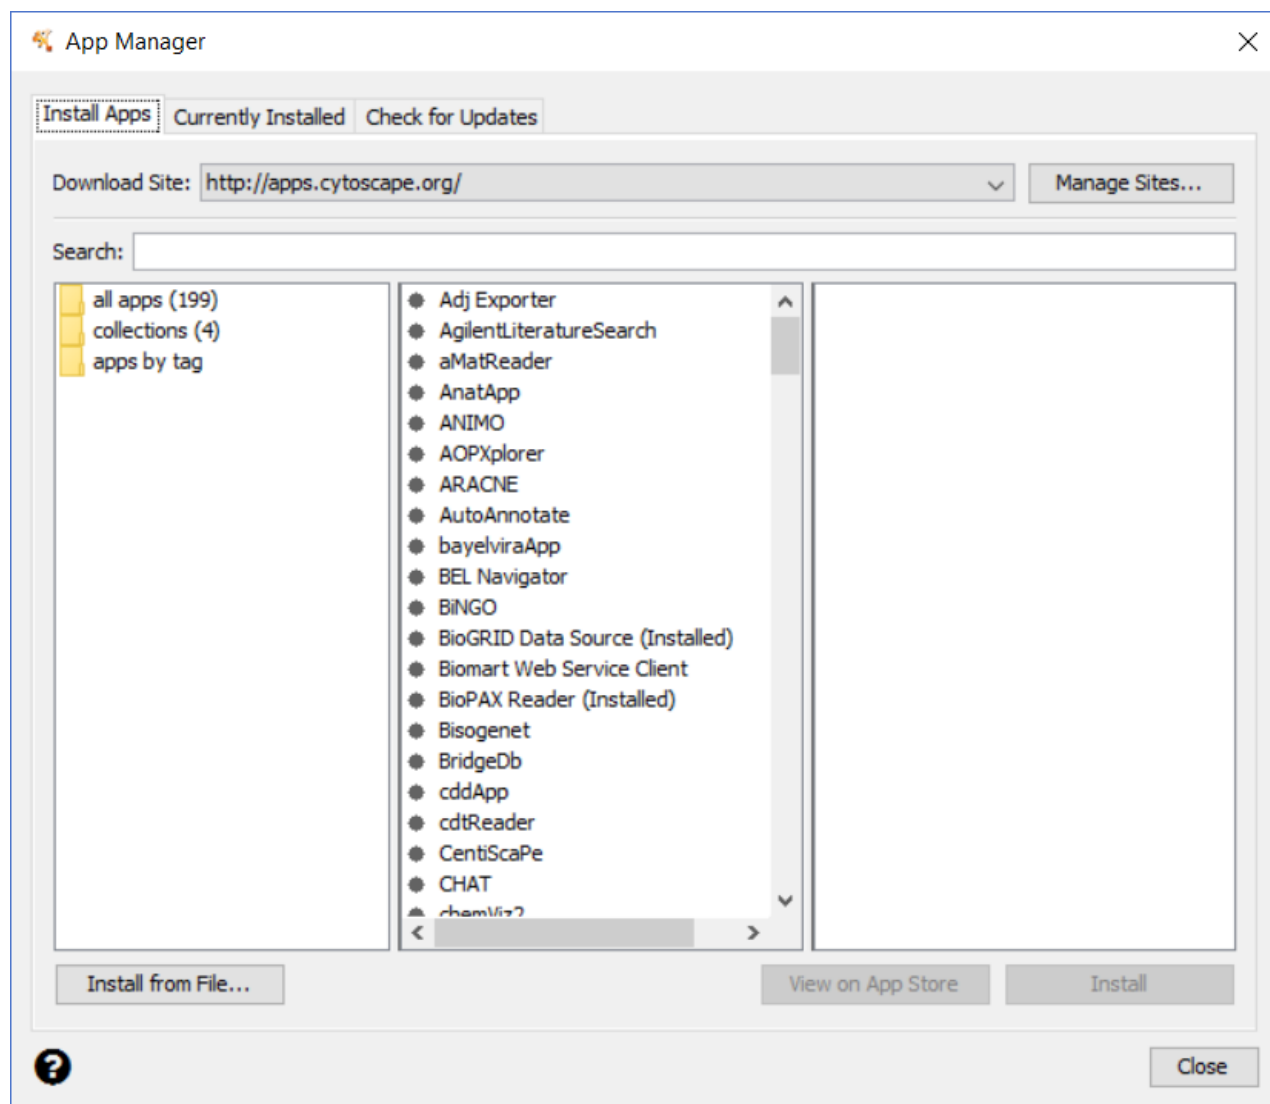 App Manager
Install Apps Currently Installed Check for Updates
Download Site: http://apps.cytoscape.org/ Manage Sites...
Search:
all apps (199)
collections (4)
apps by tag
Adj Exporter
AgilentLiteratureSearch
aMatReader
AnatApp
ANIMO
AOPXplorer
ARACNE
AutoAnnotate
bayelviraApp
BEL Navigator
BiNGO
BioGRID Data Source (Installed)
Biomart Web Service Client
BioPAX Reader (Installed)
Bisogenet
BridgeDb
cddApp
cdtReader
CentiScaPe
CHAT
chemViz2
Install from File... View on App Store Install
?
Close